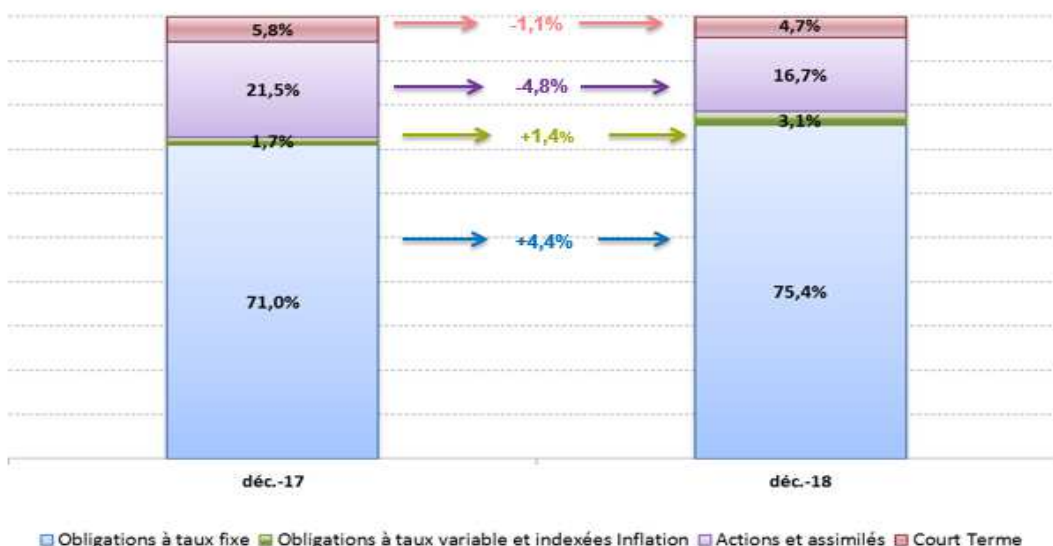 5,8% -1,1% 4,7%
21,5% -4,8% 16,7%
1,7% +1,4% 3,1%
+4,4%
71,0% 75,4%
déc.-17 déc.-18
Obligations à taux fixe Obligations à taux variable et indexées Inflation Actions et assimilés Court Terme